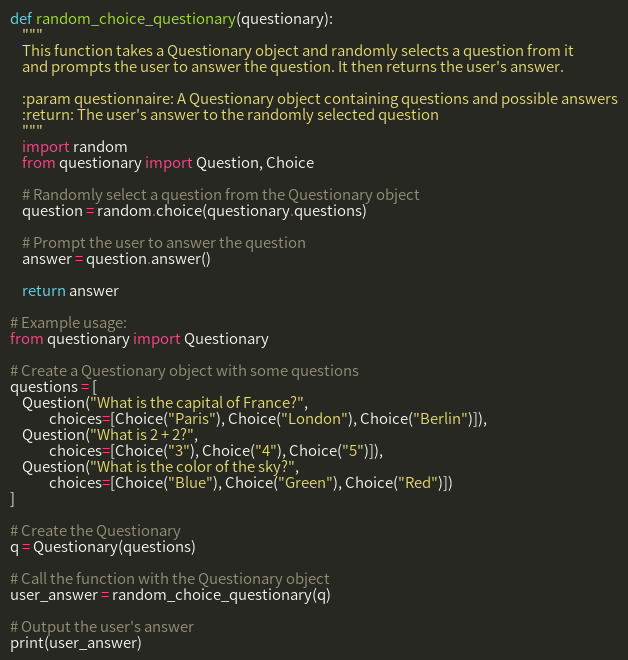 def random_choice_questionary(questionary):
    """
    This function takes a Questionary object and randomly selects a question from it
    and prompts the user to answer the question. It then returns the user's answer.

    :param questionnaire: A Questionary object containing questions and possible answers
    :return: The user's answer to the randomly selected question
    """
    import random
    from questionary import Question, Choice

    # Randomly select a question from the Questionary object
    question = random.choice(questionary.questions)

    # Prompt the user to answer the question
    answer = question.answer()

    return answer

# Example usage:
from questionary import Questionary

# Create a Questionary object with some questions
questions = [
    Question("What is the capital of France?",
             choices=[Choice("Paris"), Choice("London"), Choice("Berlin")]),
    Question("What is 2 + 2?",
             choices=[Choice("3"), Choice("4"), Choice("5")]),
    Question("What is the color of the sky?",
             choices=[Choice("Blue"), Choice("Green"), Choice("Red")])
]

# Create the Questionary
q = Questionary(questions)

# Call the function with the Questionary object
user_answer = random_choice_questionary(q)

# Output the user's answer
print(user_answer)